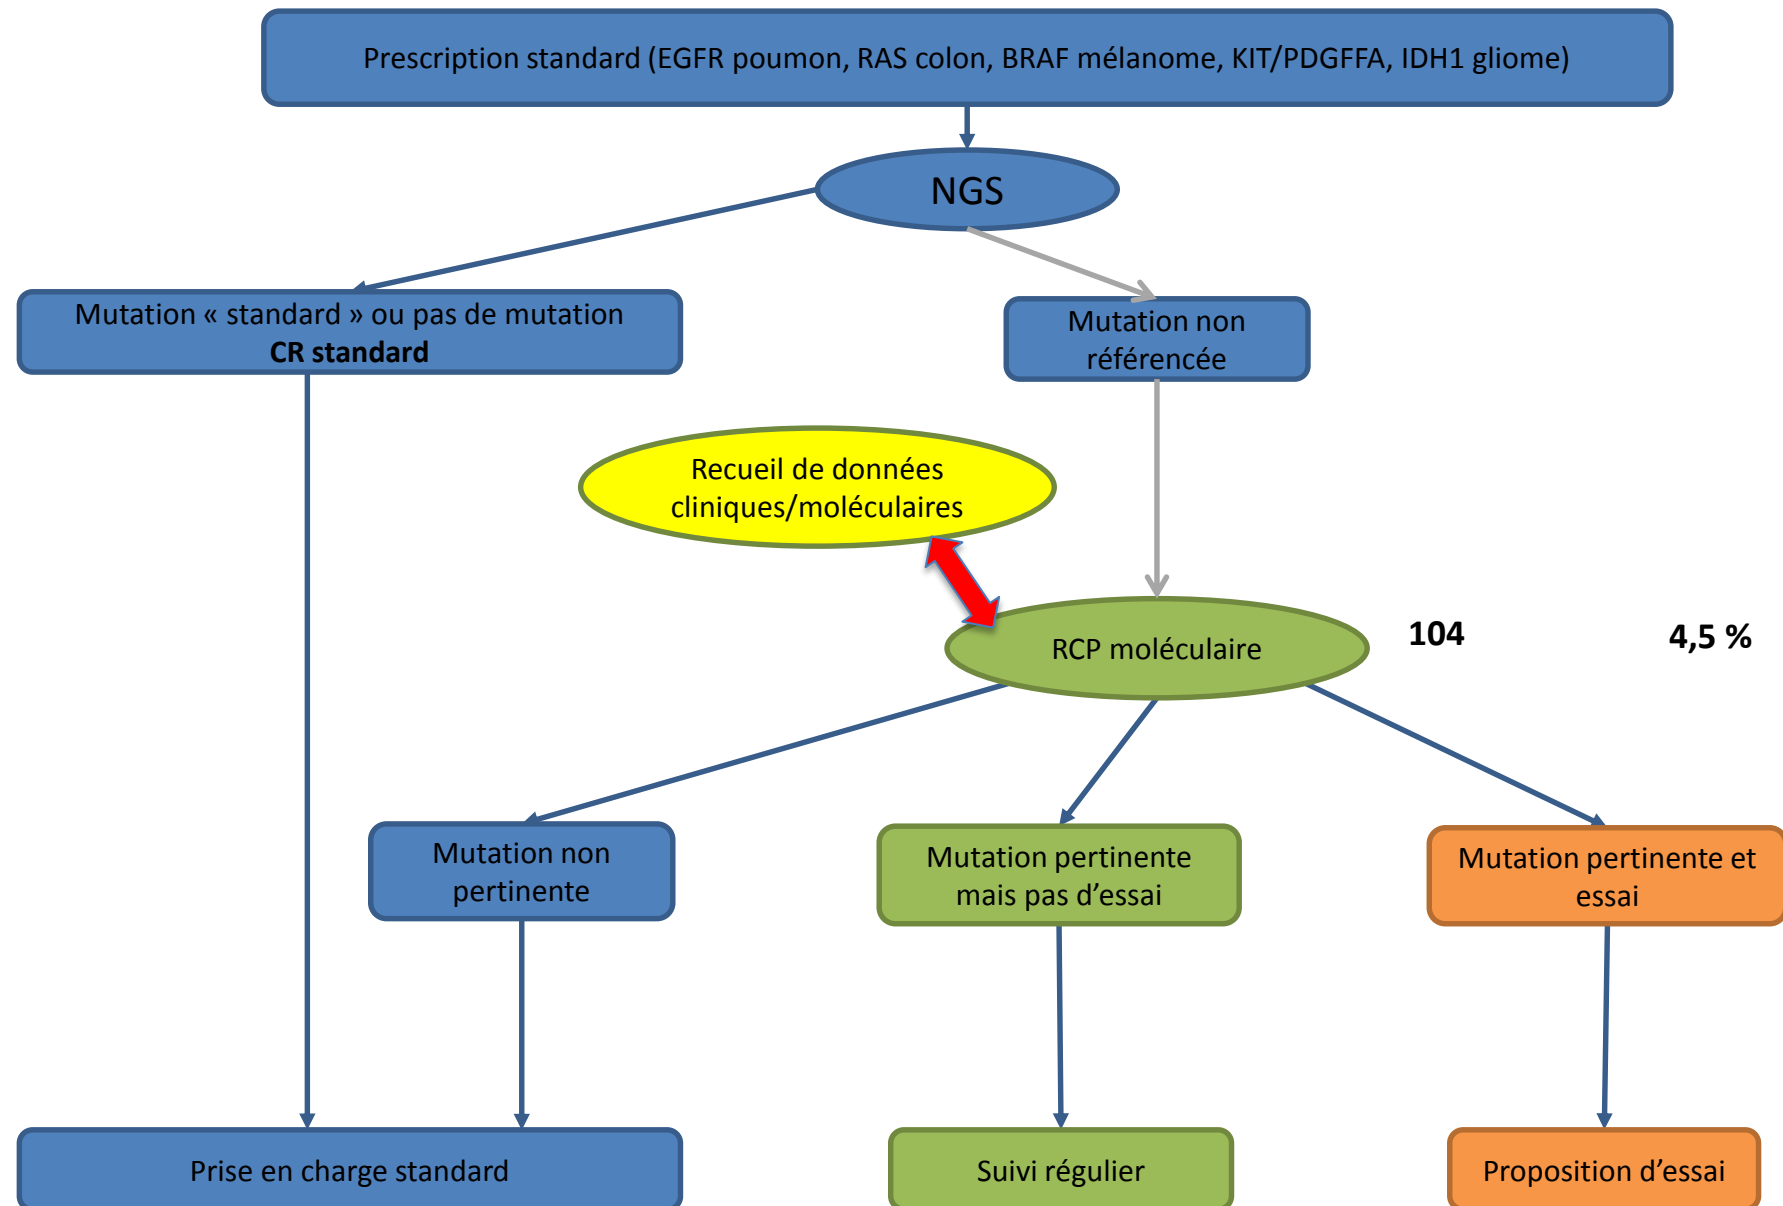 Prescription standard (EGFR poumon, RAS colon, BRAF mélanome, KIT/PDGFFA, IDH1 gliome)
NGS
Mutation « standard » ou pas de mutation
CR standard
Mutation non
référencée
Recueil de données
cliniques/moléculaires
RCP moléculaire
104
4,5 %
Mutation non
pertinente
Mutation pertinente
mais pas d'essai
Mutation pertinente et
essai
Prise en charge standard
Suivi régulier
Proposition d'essai